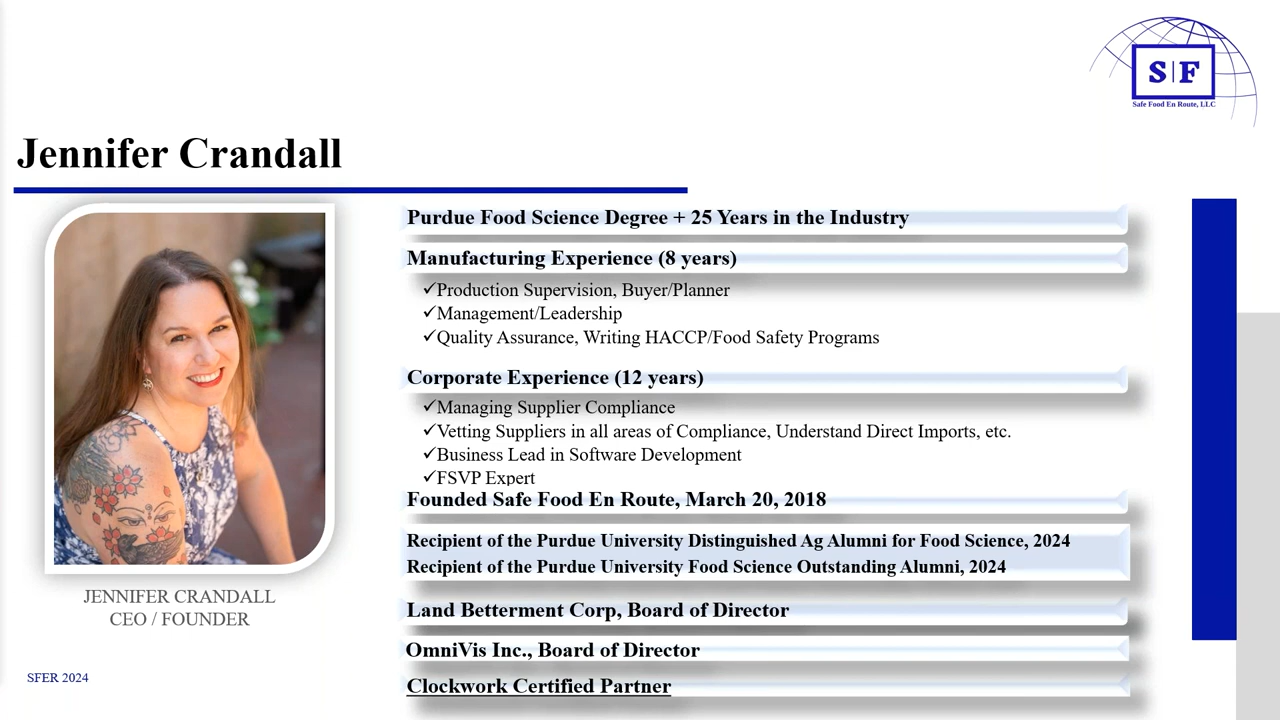 S|F
Safe Food En Route, LLC
Jennifer Crandall
Purdue Food Science Degree + 25 Years in the Industry
Manufacturing Experience (8 years)
✓Production Supervision, Buyer/Planner
✓Management/Leadership
✓Quality Assurance, Writing HACCP/Food Safety Programs
Corporate Experience (12 years)
✓Managing Supplier Compliance
✓Vetting Suppliers in all areas of Compliance, Understand Direct Imports, etc.
✓Business Lead in Software Development
✓FSVP Expert
Founded Safe Food En Route, March 20, 2018
Recipient of the Purdue University Distinguished Ag Alumni for Food Science, 2024
Recipient of the Purdue University Food Science Outstanding Alumni, 2024
Land Betterment Corp, Board of Director
OmniVis Inc., Board of Director
Clockwork Certified Partner
JENNIFER CRANDALL
CEO / FOUNDER
SFER 2024